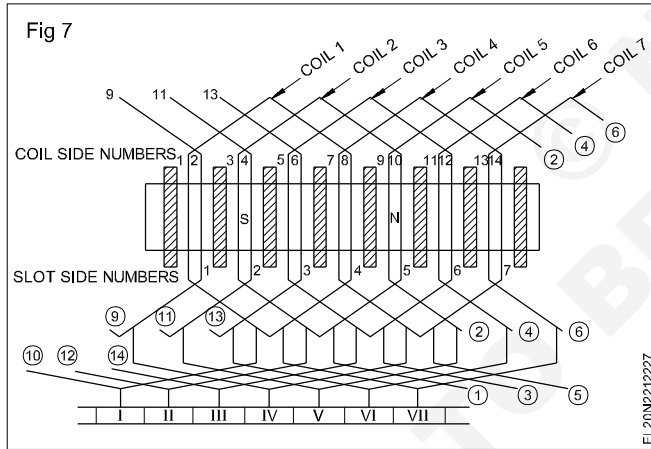 Fig 7
COIL 1 COIL 2 COIL 3 COIL 4 COIL 5 COIL 6 COIL 7
9 11 13
6
4
2
COIL SIDE NUMBERS
1 2 3 4 5 6 7 8 9 10 11 12 13 14
S N
SLOT SIDE NUMBERS
1 2 3 4 5 6 7
9 11 13 2 4 6
10 12 14 1 3 5
I II III IV V VI VII
EL20N2212227